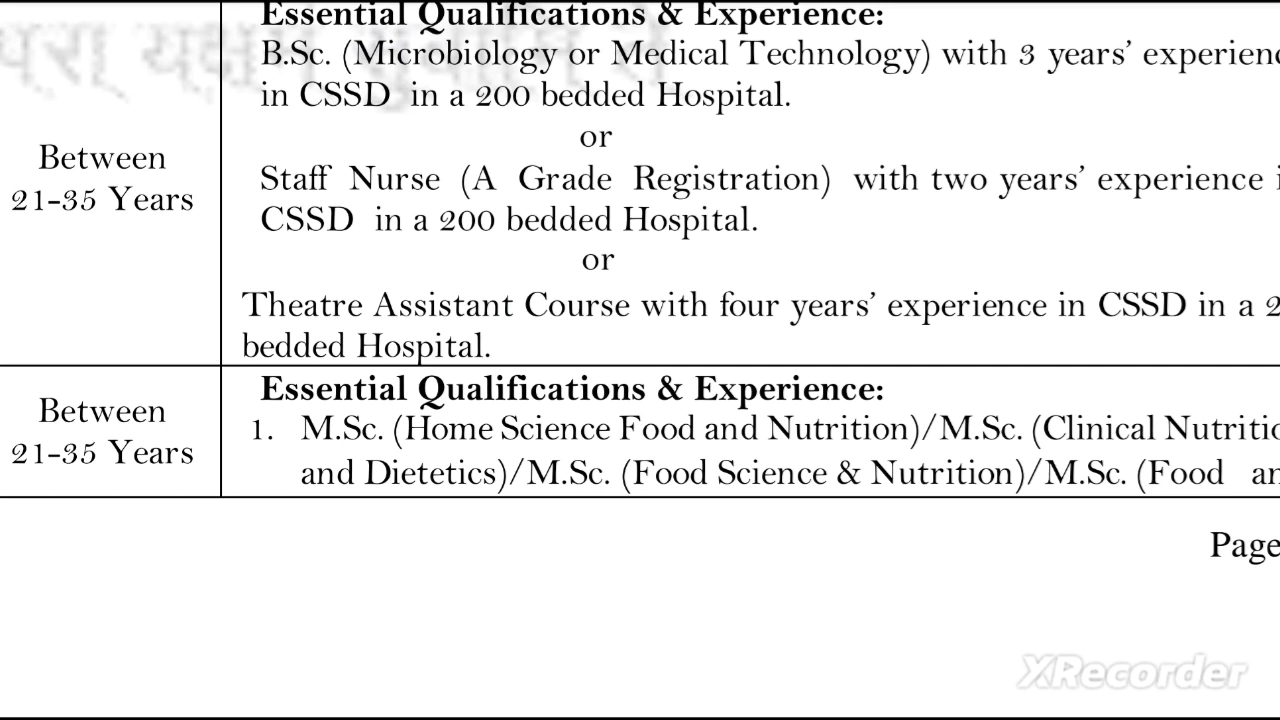 Essential Qualifications & Experience:
B.Sc. (Microbiology or Medical Technology) with 3 years’ experienc
in CSSD in a 200 bedded Hospital.
or
Between
21-35 Years
Staff Nurse (A Grade Registration) with two years’ experience i
CSSD in a 200 bedded Hospital.
or
Theatre Assistant Course with four years’ experience in CSSD in a 2
bedded Hospital.
Essential Qualifications & Experience:
Between
21-35 Years
1. M.Sc. (Home Science Food and Nutrition)/M.Sc. (Clinical Nutritio
and Dietetics)/M.Sc. (Food Science & Nutrition)/M.Sc. (Food an
Page
XRecorder